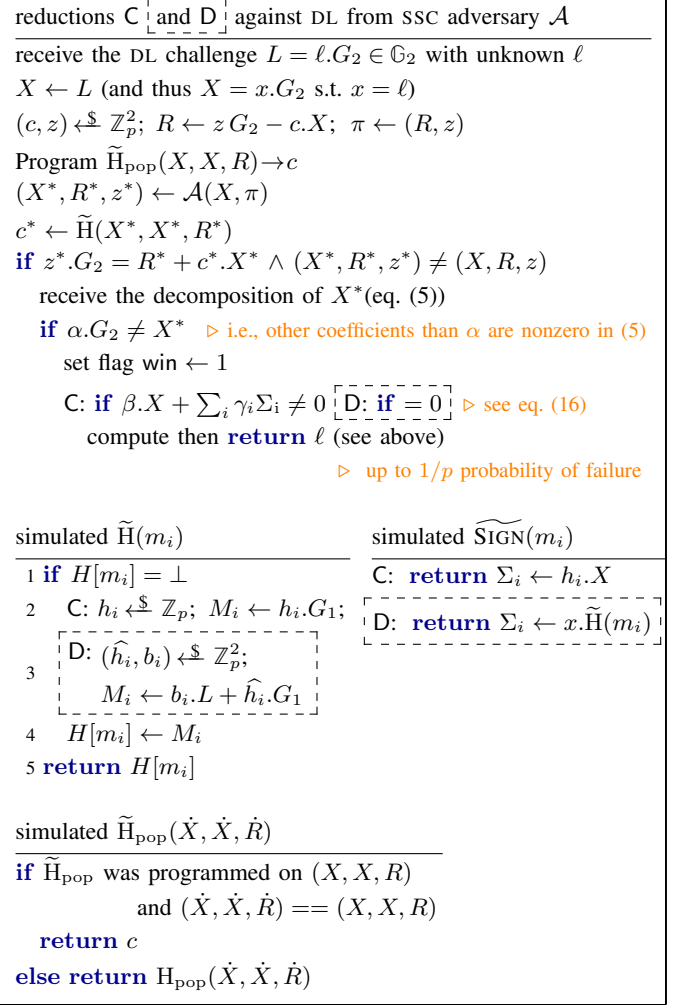 reductions C and D against DL from SSC adversary 𝒜
receive the DL challenge L = ℓ.G₂ ∈ 𝔾₂ with unknown ℓ
X ← L (and thus X = x.G₂ s.t. x = ℓ)
(c, z) ←$ ℤ²ₚ; R ← z G₂ − c.X; π ← (R, z)
Program H̃ₚₒₚ(X, X, R)→c
(X*, R*, z*) ← 𝒜(X, π)
c* ← H̃(X*, X*, R*)
if z*.G₂ = R* + c*.X* ∧ (X*, R*, z*) ≠ (X, R, z)
receive the decomposition of X*(eq. (5))
if α.G₂ ≠ X* ▷ i.e., other coefficients than α are nonzero in (5)
set flag win ← 1
C: if β.X + ∑ᵢ γᵢΣᵢ ≠ 0 D: if = 0 ▷ see eq. (16)
compute then return ℓ (see above)
▷ up to 1/p probability of failure
simulated H̃(mᵢ)
1 if H[mᵢ] = ⊥
2 C: hᵢ ←$ ℤₚ; Mᵢ ← hᵢ.G₁;
3 D: (ĥᵢ, bᵢ) ←$ ℤ²ₚ;
Mᵢ ← bᵢ.L + ĥᵢ.G₁
4 H[mᵢ] ← Mᵢ
5 return H[mᵢ]
simulated S̃IGN(mᵢ)
C: return Σᵢ ← hᵢ.X
D: return Σᵢ ← x.H̃(mᵢ)
simulated H̃ₚₒₚ(Ẋ, Ẋ, Ṙ)
if H̃ₚₒₚ was programmed on (X, X, R)
and (Ẋ, Ẋ, Ṙ) == (X, X, R)
return c
else return Hₚₒₚ(Ẋ, Ẋ, Ṙ)